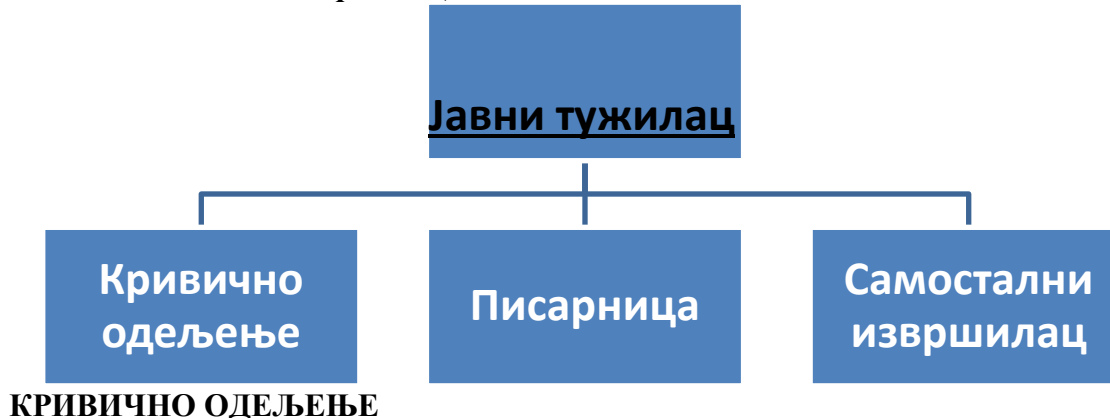 Јавни тужилац
Кривично
одељење
Писарница
Самостални
извршилац
КРИВИЧНО ОДЕЉЕЊЕ